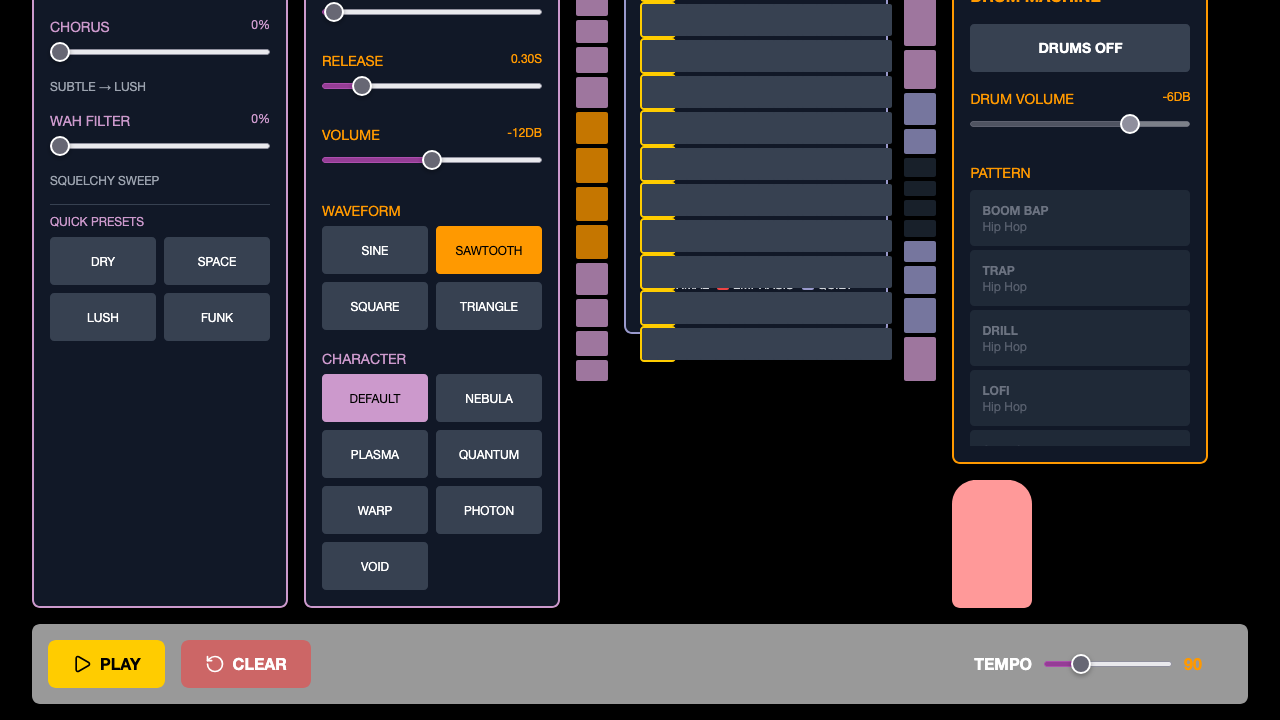 CHORUS
0%
SUBTLE → LUSH
WAH FILTER
0%
SQUELCHY SWEEP
QUICK PRESETS
DRY
SPACE
LUSH
FUNK
RELEASE
0.30S
VOLUME
-12DB
WAVEFORM
SINE
SAWTOOTH
SQUARE
TRIANGLE
CHARACTER
DEFAULT
NEBULA
PLASMA
QUANTUM
WARP
PHOTON
VOID
DRUM MACHINE
DRUMS OFF
DRUM VOLUME
-6DB
PATTERN
BOOM BAP
Hip Hop
TRAP
Hip Hop
DRILL
Hip Hop
LOFI
Hip Hop
PLAY
CLEAR
TEMPO
90